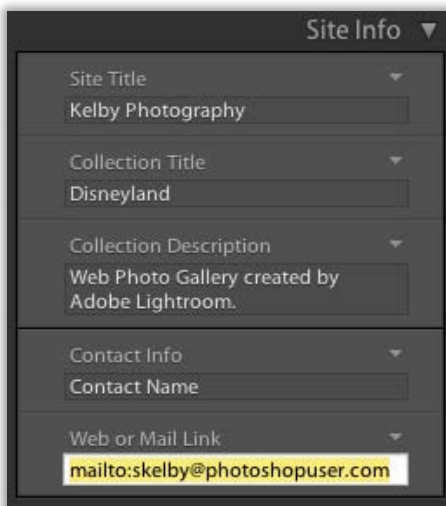 Site Info
Site Title
Kelby Photography
Collection Title
Disneyland
Collection Description
Web Photo Gallery created by
Adobe Lightroom.
Contact Info
Contact Name
Web or Mail Link
mailto:skelby@photoshopuser.com